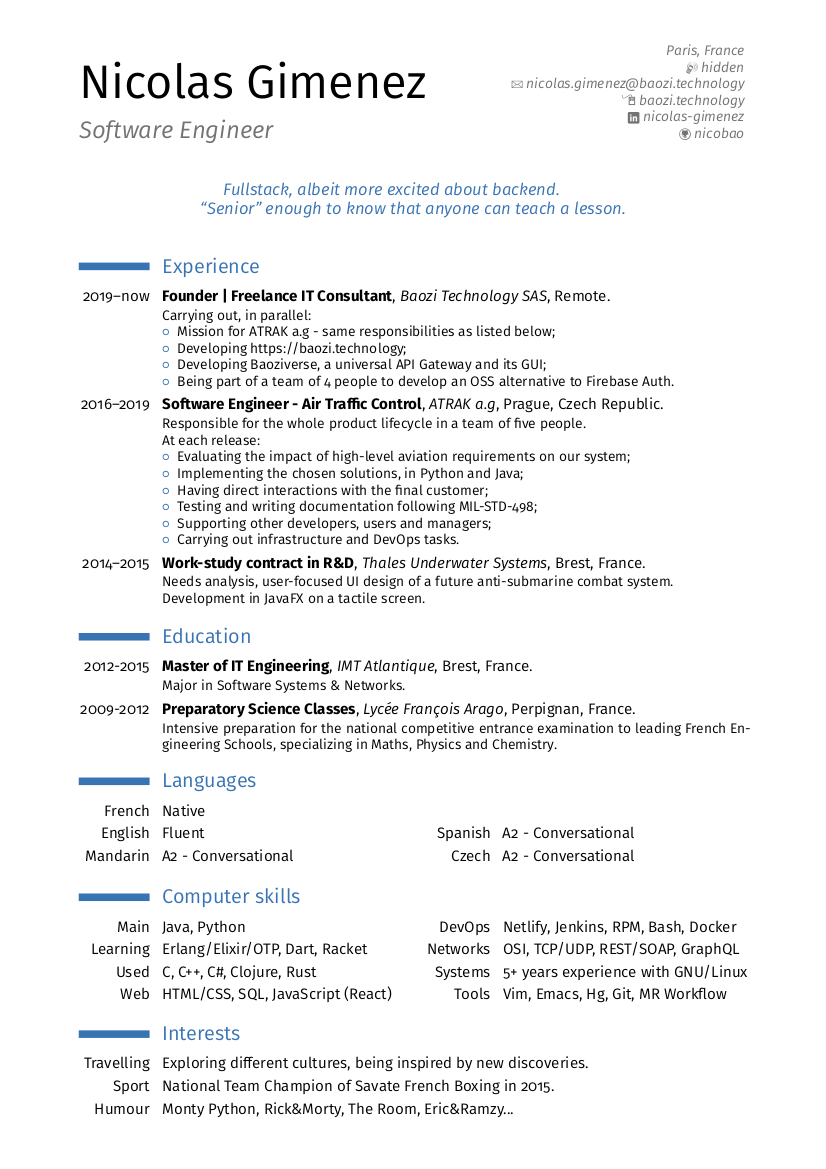 Nicolas Gimenez
Software Engineer
Paris, France
hidden
nicolas.gimenez@baozi.technology
baozi.technology
nicolas-gimenez
nicobao
Fullstack, albeit more excited about backend.
“Senior” enough to know that anyone can teach a lesson.
Experience
2019–now Founder | Freelance IT Consultant, Baozi Technology SAS, Remote.
Carrying out, in parallel:
○ Mission for ATRAK a.g - same responsibilities as listed below;
○ Developing https://baozi.technology;
○ Developing Baoziverse, a universal API Gateway and its GUI;
○ Being part of a team of 4 people to develop an OSS alternative to Firebase Auth.
2016–2019 Software Engineer - Air Traffic Control, ATRAK a.g, Prague, Czech Republic.
Responsible for the whole product lifecycle in a team of five people.
At each release:
○ Evaluating the impact of high-level aviation requirements on our system;
○ Implementing the chosen solutions, in Python and Java;
○ Having direct interactions with the final customer;
○ Testing and writing documentation following MIL-STD-498;
○ Supporting other developers, users and managers;
○ Carrying out infrastructure and DevOps tasks.
2014–2015 Work-study contract in R&D, Thales Underwater Systems, Brest, France.
Needs analysis, user-focused UI design of a future anti-submarine combat system.
Development in JavaFX on a tactile screen.
Education
2012-2015 Master of IT Engineering, IMT Atlantique, Brest, France.
Major in Software Systems & Networks.
2009-2012 Preparatory Science Classes, Lycée François Arago, Perpignan, France.
Intensive preparation for the national competitive entrance examination to leading French En-
gineering Schools, specializing in Maths, Physics and Chemistry.
Languages
French Native
English Fluent Spanish A2 - Conversational
Mandarin A2 - Conversational Czech A2 - Conversational
Computer skills
Main Java, Python DevOps Netlify, Jenkins, RPM, Bash, Docker
Learning Erlang/Elixir/OTP, Dart, Racket Networks OSI, TCP/UDP, REST/SOAP, GraphQL
Used C, C++, C#, Clojure, Rust Systems 5+ years experience with GNU/Linux
Web HTML/CSS, SQL, JavaScript (React) Tools Vim, Emacs, Hg, Git, MR Workflow
Interests
Travelling Exploring different cultures, being inspired by new discoveries.
Sport National Team Champion of Savate French Boxing in 2015.
Humour Monty Python, Rick&Morty, The Room, Eric&Ramzy...